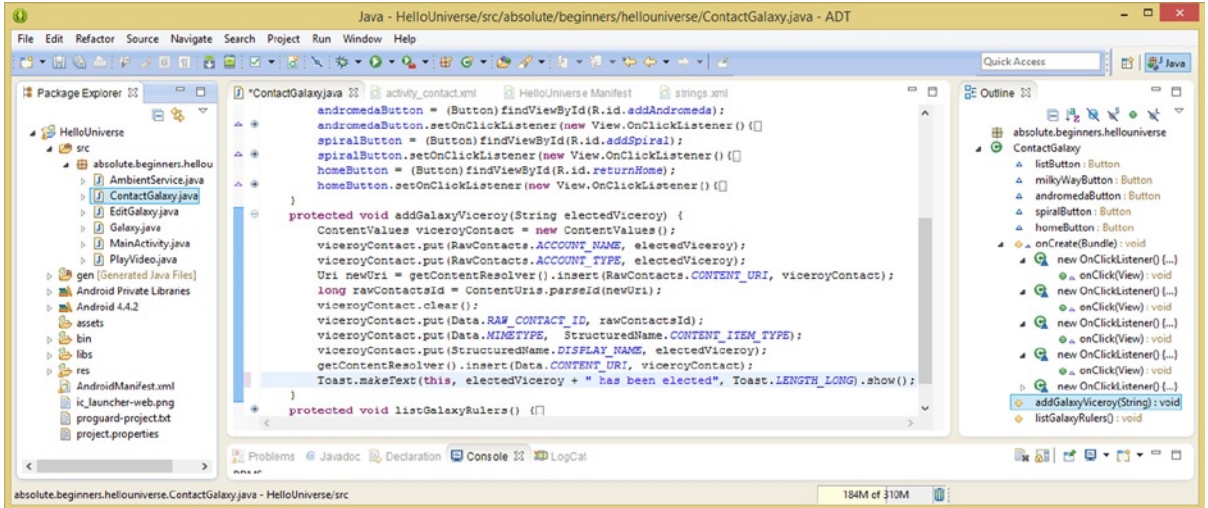 Java - HelloUniverse/src/absolute/beginners/hellouniverse/ContactGalaxy.java - ADT
File Edit Refactor Source Navigate Search Project Run Window Help
Quick Access
Java
Package Explorer
HelloUniverse
src
absolute.beginners.hellou
AmbientService.java
ContactGalaxy.java
EditGalaxy.java
Galaxy.java
MainActivity.java
PlayVideo.java
gen [Generated Java Files]
Android Private Libraries
Android 4.4.2
assets
bin
libs
res
AndroidManifest.xml
ic_launcher-web.png
proguard-project.txt
project.properties
*ContactGalaxy.java activity_contact.xml HelloUniverse Manifest strings.xml
andromedaButton = (Button)findViewById(R.id.addAndromeda);
andromedaButton.setOnClickListener(new View.OnClickListener(){
spiralButton = (Button)findViewById(R.id.addSpiral);
spiralButton.setOnClickListener(new View.OnClickListener(){
homeButton = (Button)findViewById(R.id.returnHome);
homeButton.setOnClickListener(new View.OnClickListener(){
}
protected void addGalaxyViceroy(String electedViceroy) {
ContentValues viceroyContact = new ContentValues();
viceroyContact.put(RawContacts.ACCOUNT_NAME, electedViceroy);
viceroyContact.put(RawContacts.ACCOUNT_TYPE, electedViceroy);
Uri newUri = getContentResolver().insert(RawContacts.CONTENT_URI, viceroyContact);
long rawContactsId = ContentUris.parseId(newUri);
viceroyContact.clear();
viceroyContact.put(Data.RAW_CONTACT_ID, rawContactsId);
viceroyContact.put(Data.MIMETYPE, StructuredName.CONTENT_ITEM_TYPE);
viceroyContact.put(StructuredName.DISPLAY_NAME, electedViceroy);
getContentResolver().insert(Data.CONTENT_URI, viceroyContact);
Toast.makeText(this, electedViceroy + " has been elected", Toast.LENGTH_LONG).show();
}
protected void listGalaxyRulers() {
Outline
absolute.beginners.hellouniverse
ContactGalaxy
listButton : Button
milkyWayButton : Button
andromedaButton : Button
spiralButton : Button
homeButton : Button
onCreate(Bundle) : void
new OnClickListener() {...}
onClick(View) : void
new OnClickListener() {...}
onClick(View) : void
new OnClickListener() {...}
onClick(View) : void
new OnClickListener() {...}
onClick(View) : void
new OnClickListener() {...}
addGalaxyViceroy(String) : void
listGalaxyRulers() : void
Problems Javadoc Declaration Console LogCat
absolute.beginners.hellouniverse.ContactGalaxy.java - HelloUniverse/src
184M of 310M